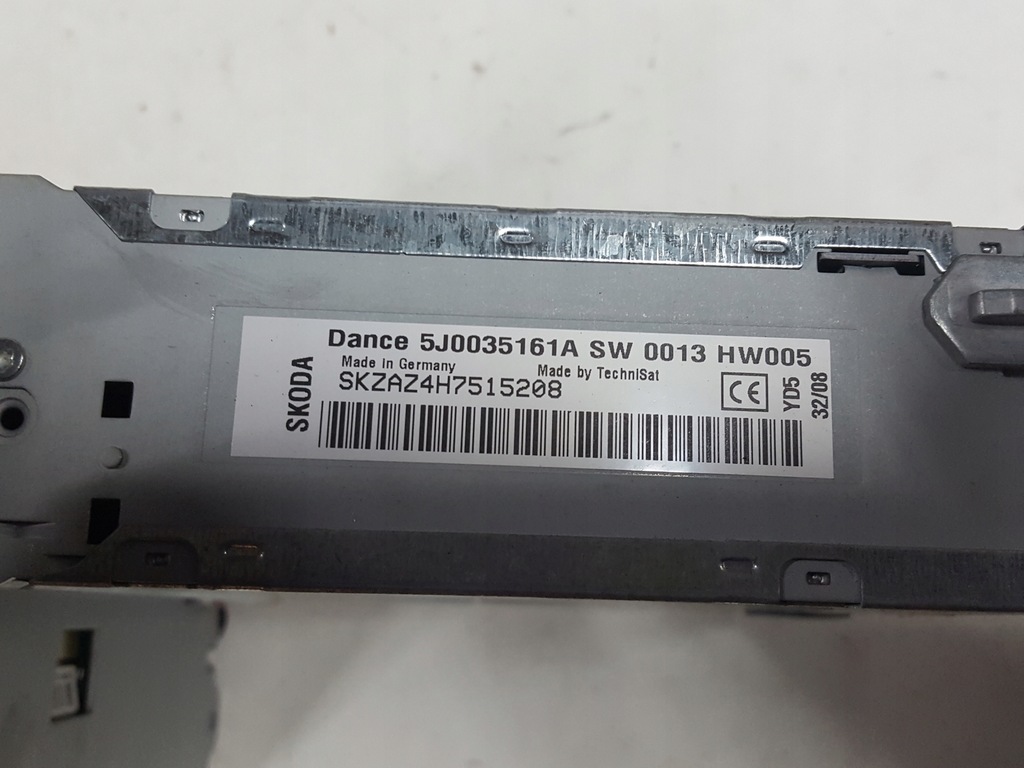 Dance 5J0035161A SW 0013 HW005
Made in Germany Made by TechniSat
SKZAZ4H7515208
SKODA
CE
YD5
32/08